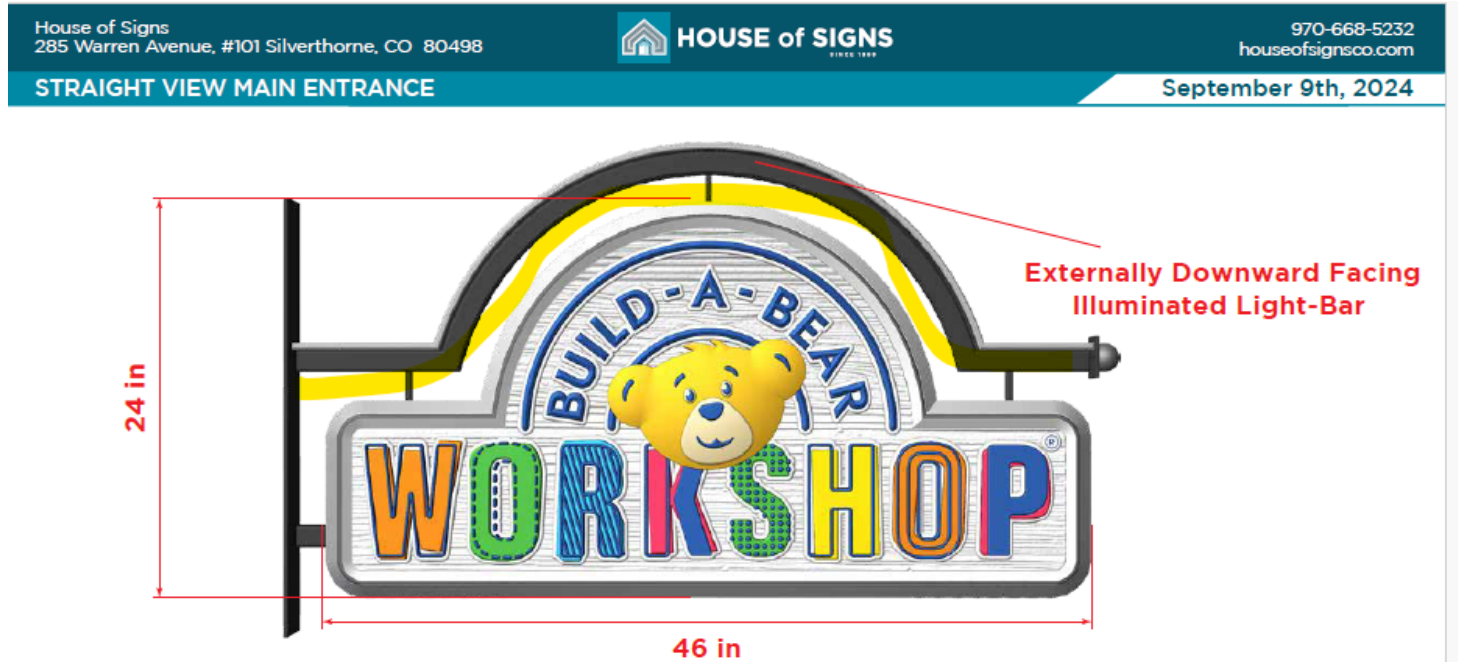 House of Signs
285 Warren Avenue, #101 Silverthorne, CO 80498
HOUSE of SIGNS
SINCE 1989
970-668-5232
houseofsignsco.com
STRAIGHT VIEW MAIN ENTRANCE
September 9th, 2024
Externally Downward Facing
Illuminated Light-Bar
24 in
BUILD-A-BEAR
WORKSHOP®
46 in